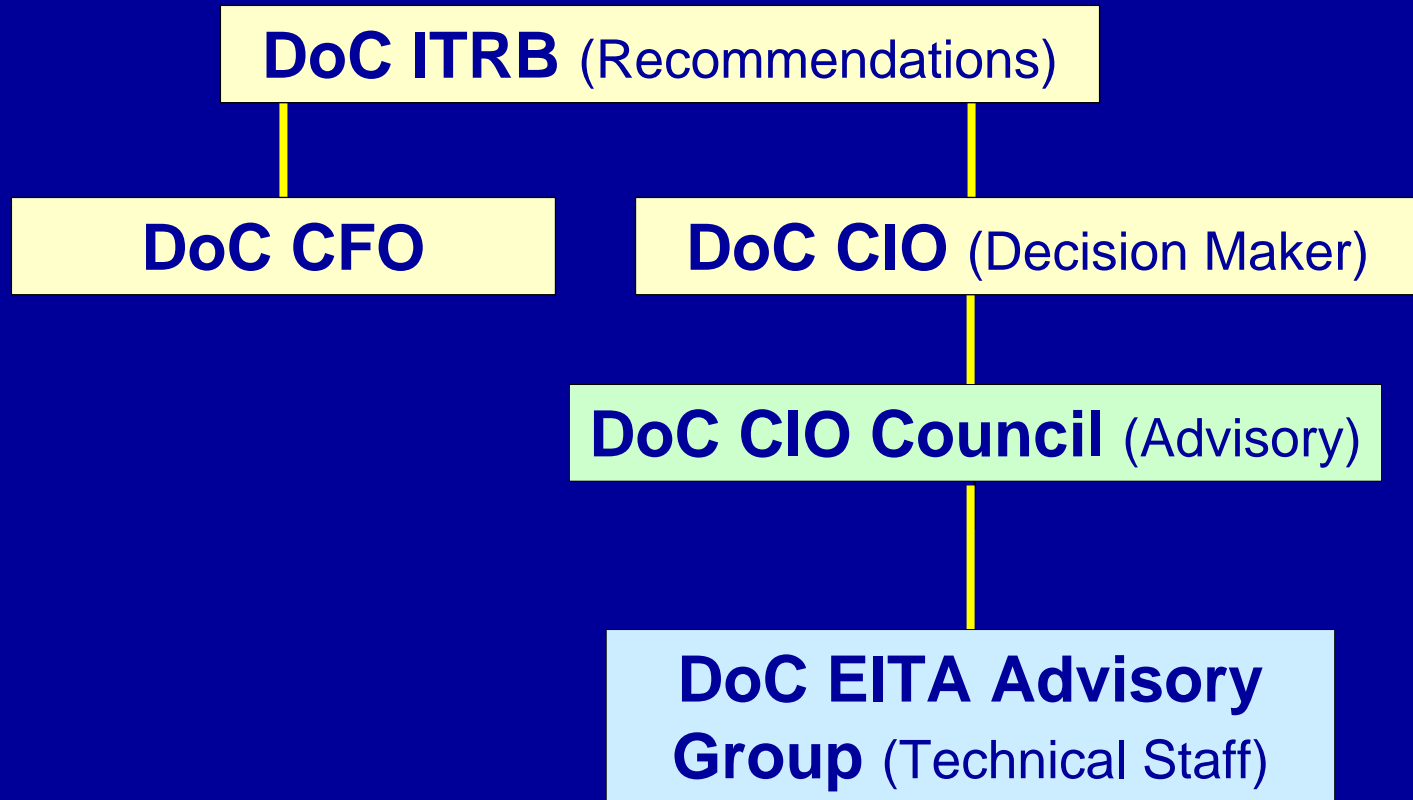 DoC ITRB (Recommendations)
DoC CFO
DoC CIO (Decision Maker)
DoC CIO Council (Advisory)
DoC EITA Advisory
Group (Technical Staff)